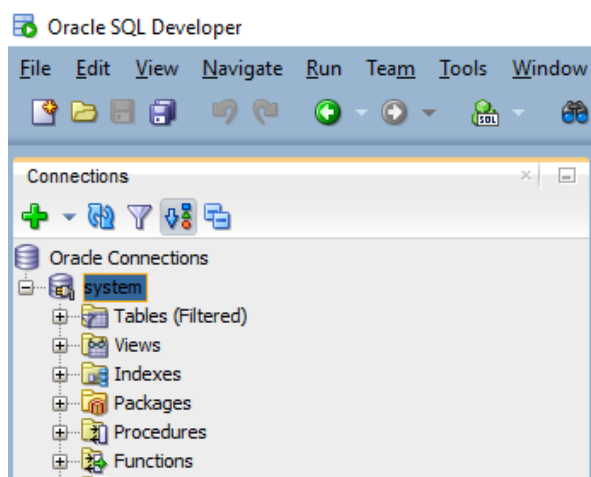 Oracle SQL Developer
File Edit View Navigate Run Team Tools Window
SQL
Connections
Oracle Connections
system
Tables (Filtered)
Views
Indexes
Packages
Procedures
Functions